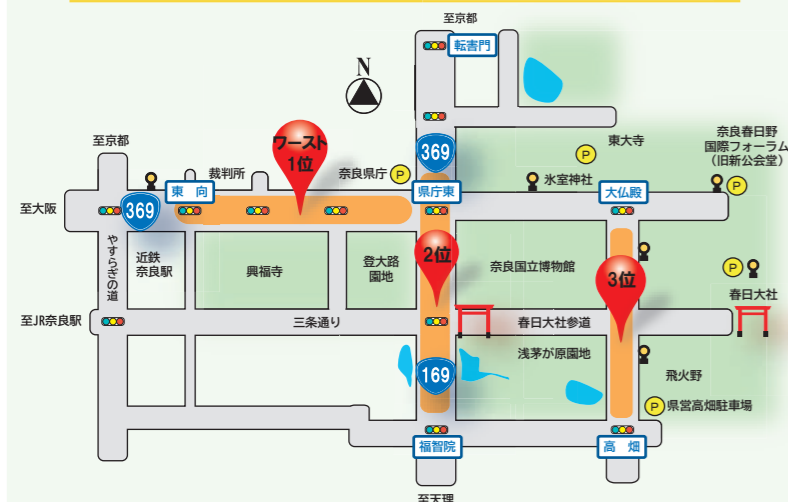 至京都
転害門
N
至京都
ワースト
1位
369
東大寺
奈良春日野
国際フォーラム
(旧新公会堂)
P
裁判所
奈良県庁
P
氷室神社
P
東向
県庁東
大仏殿
至大阪
369
やすらぎの道
近鉄
奈良駅
興福寺
登大路
園地
2位
奈良国立博物館
3位
P
春日大社
至JR奈良駅
三条通り
春日大社参道
浅茅が原園地
169
飛火野
P
県営高畑駐車場
福智院
高畑
至天理